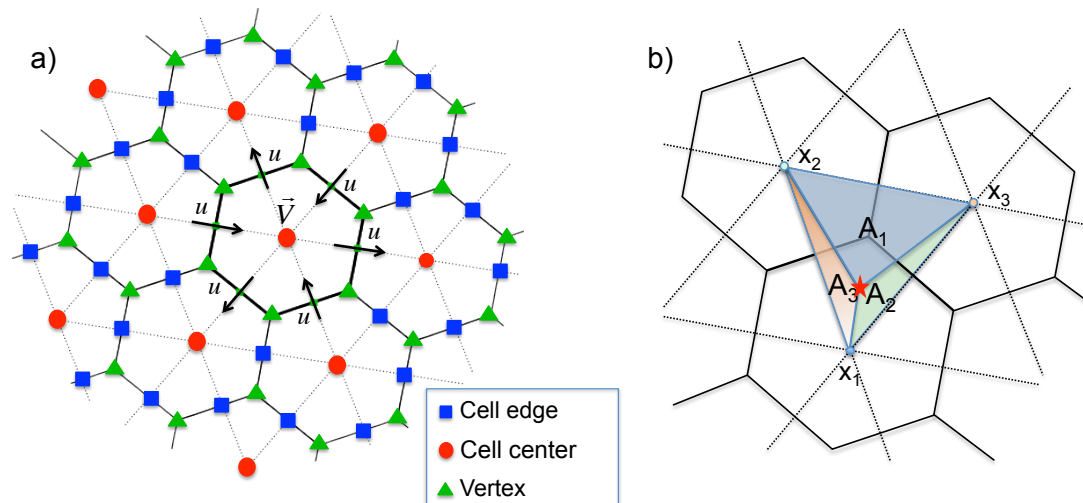 a)
b)
u
u
u
u
u
u
V⃗
x₂
x₃
A₁
A₃
A₂
x₁
Cell edge
Cell center
Vertex